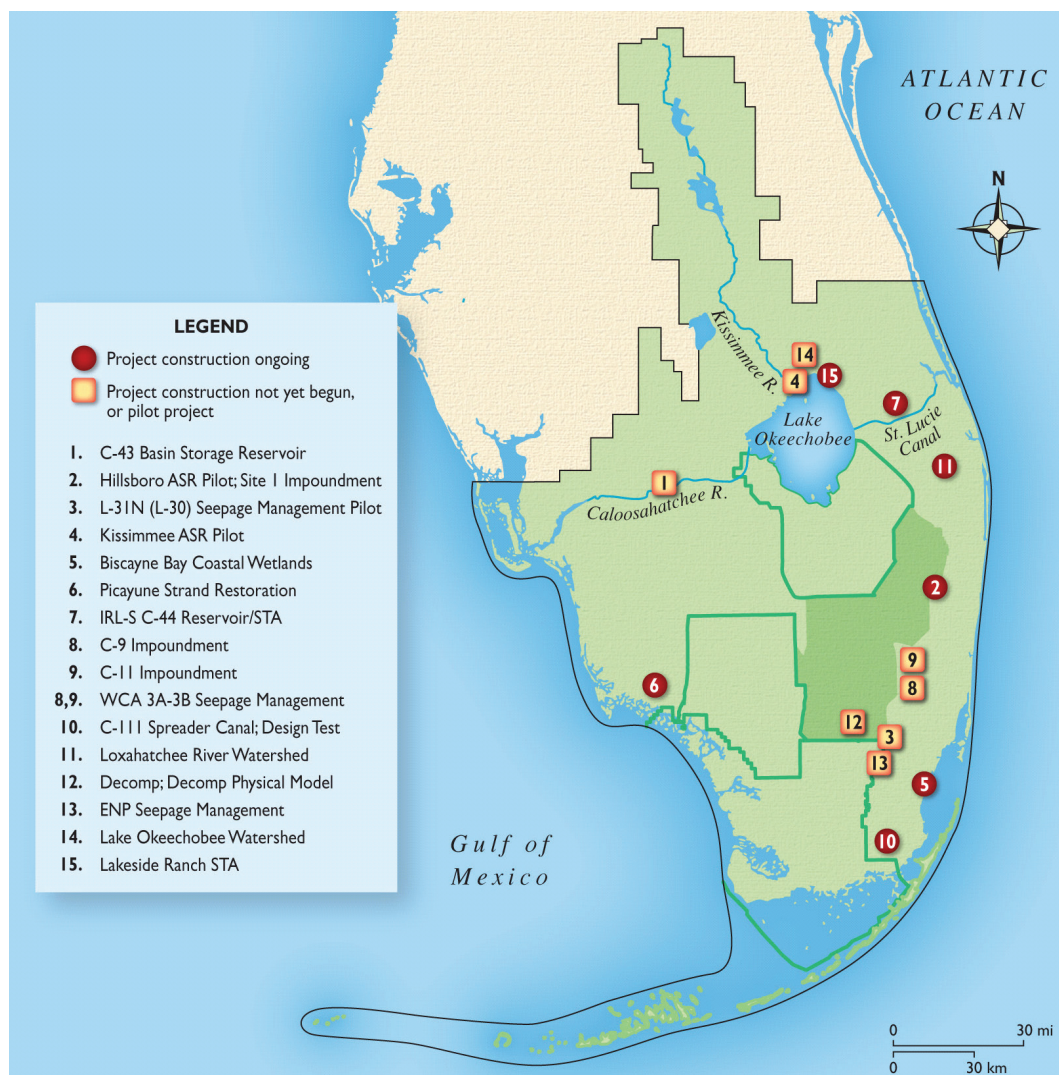 ATLANTIC
OCEAN
N
LEGEND
Project construction ongoing
Project construction not yet begun,
or pilot project
1. C-43 Basin Storage Reservoir
2. Hillsboro ASR Pilot; Site 1 Impoundment
3. L-31N (L-30) Seepage Management Pilot
4. Kissimmee ASR Pilot
5. Biscayne Bay Coastal Wetlands
6. Picayune Strand Restoration
7. IRL-S C-44 Reservoir/STA
8. C-9 Impoundment
9. C-11 Impoundment
8,9. WCA 3A-3B Seepage Management
10. C-111 Spreader Canal; Design Test
11. Loxahatchee River Watershed
12. Decomp; Decomp Physical Model
13. ENP Seepage Management
14. Lake Okeechobee Watershed
15. Lakeside Ranch STA
Kissimmee R.
14
4
15
7
Lake
Okeechobee
St. Lucie
Canal
11
1
Caloosahatchee R.
2
9
8
6
12
3
13
5
10
Gulf of
Mexico
0 30 mi
0 30 km